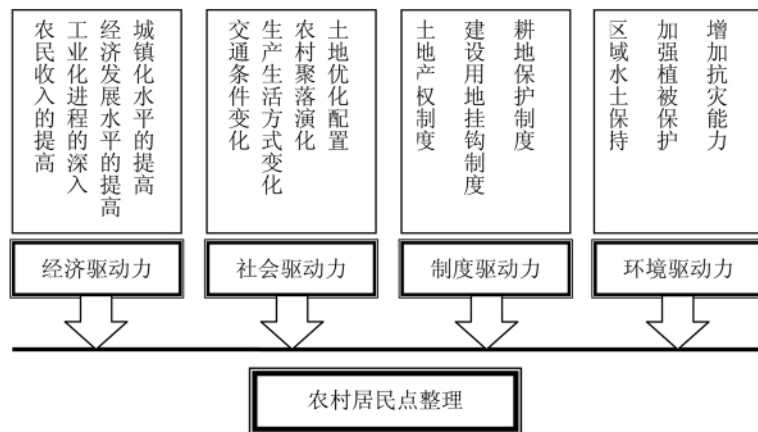 城镇化水平的提高
经济发展水平的提高
工业化进程的深入
农民收入的提高
土地优化配置
农村聚落演化
生产生活方式变化
交通条件变化
耕地保护制度
建设用地挂钩制度
土地产权制度
增加抗灾能力
加强植被保护
区域水土保持
经济驱动力
社会驱动力
制度驱动力
环境驱动力
农村居民点整理